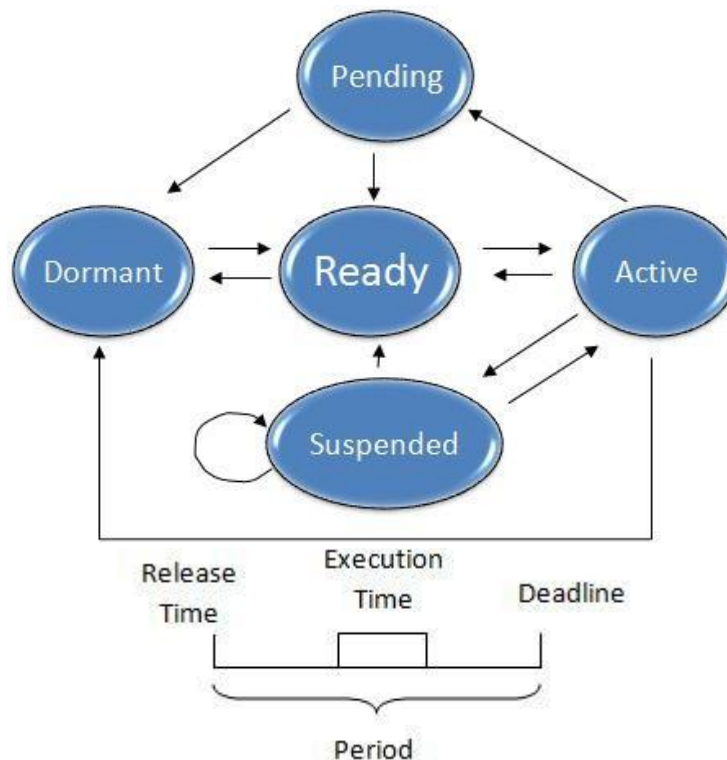 Pending
Dormant
Ready
Active
Suspended
Release
Time
Execution
Time
Deadline
Period